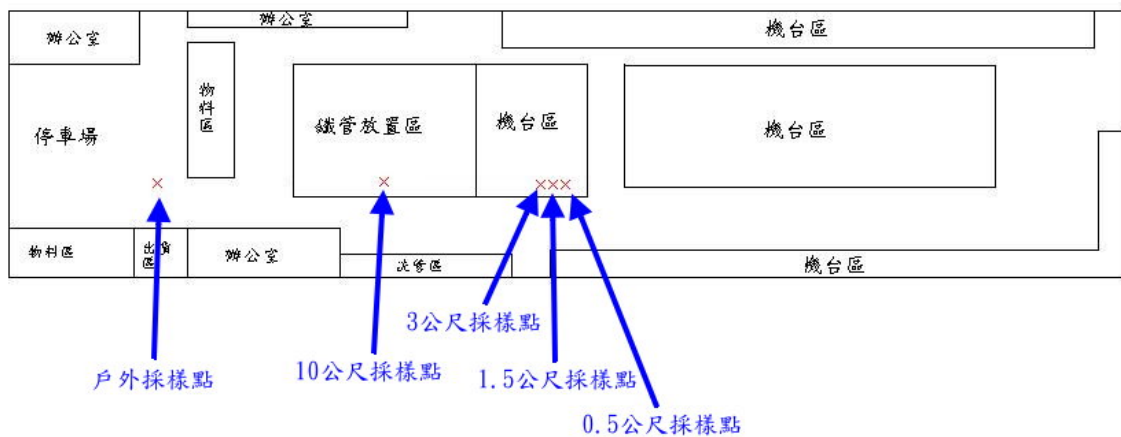 辦公室
辦公室
機台區
物料區
停車場
鐵管放置區
機台區
機台區
物料區
出貨區
辦公室
洗管區
機台區
3公尺採樣點
戶外採樣點
10公尺採樣點
1.5公尺採樣點
0.5公尺採樣點